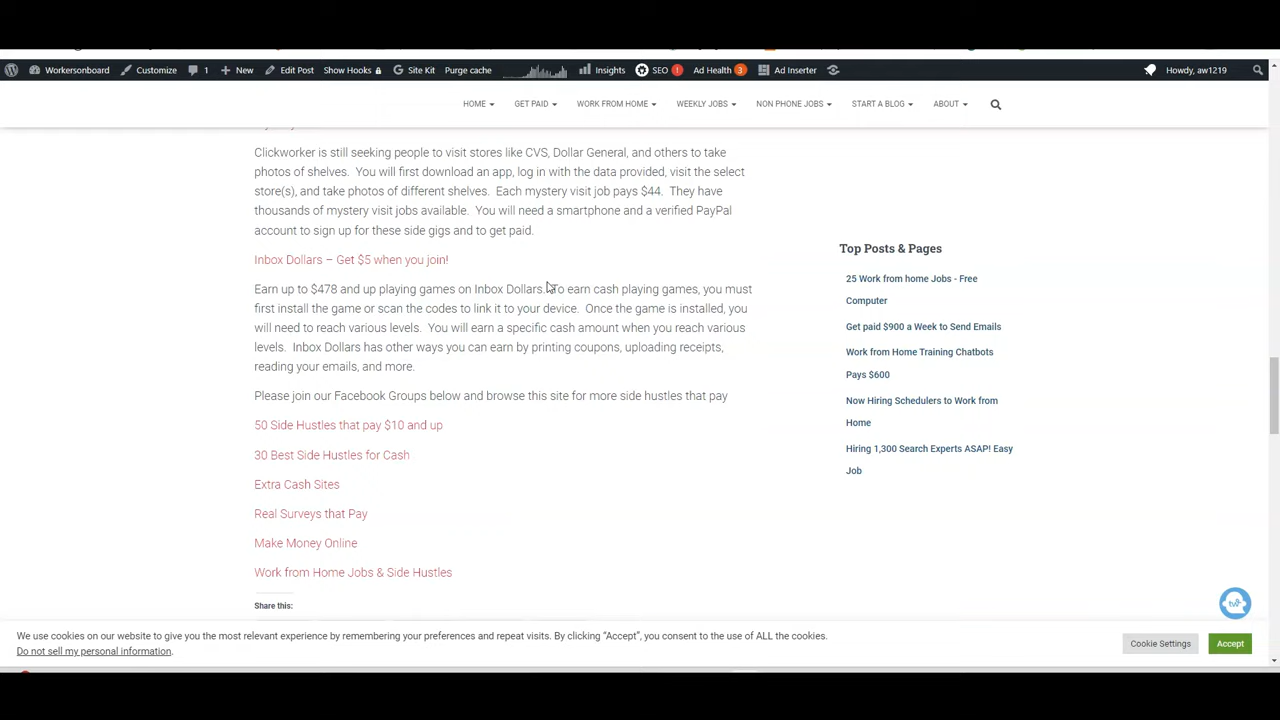 Workersonboard Customize 1 New Edit Post Show Hooks Site Kit Purge cache Insights SEO 1 Ad Health 3 Ad Inserter Howdy, aw1219
HOME GET PAID WORK FROM HOME WEEKLY JOBS NON PHONE JOBS START A BLOG ABOUT
Clickworker is still seeking people to visit stores like CVS, Dollar General, and others to take
photos of shelves. You will first download an app, log in with the data provided, visit the select
store(s), and take photos of different shelves. Each mystery visit job pays $44. They have
thousands of mystery visit jobs available. You will need a smartphone and a verified PayPal
account to sign up for these side gigs and to get paid.
Inbox Dollars – Get $5 when you join!
Earn up to $478 and up playing games on Inbox Dollars. To earn cash playing games, you must
first install the game or scan the codes to link it to your device. Once the game is installed, you
will need to reach various levels. You will earn a specific cash amount when you reach various
levels. Inbox Dollars has other ways you can earn by printing coupons, uploading receipts,
reading your emails, and more.
Please join our Facebook Groups below and browse this site for more side hustles that pay
50 Side Hustles that pay $10 and up
30 Best Side Hustles for Cash
Extra Cash Sites
Real Surveys that Pay
Make Money Online
Work from Home Jobs & Side Hustles
Share this:
Top Posts & Pages
25 Work from home Jobs - Free
Computer
Get paid $900 a Week to Send Emails
Work from Home Training Chatbots
Pays $600
Now Hiring Schedulers to Work from
Home
Hiring 1,300 Search Experts ASAP! Easy
Job
We use cookies on our website to give you the most relevant experience by remembering your preferences and repeat visits. By clicking “Accept”, you consent to the use of ALL the cookies.
Do not sell my personal information.
Cookie Settings Accept